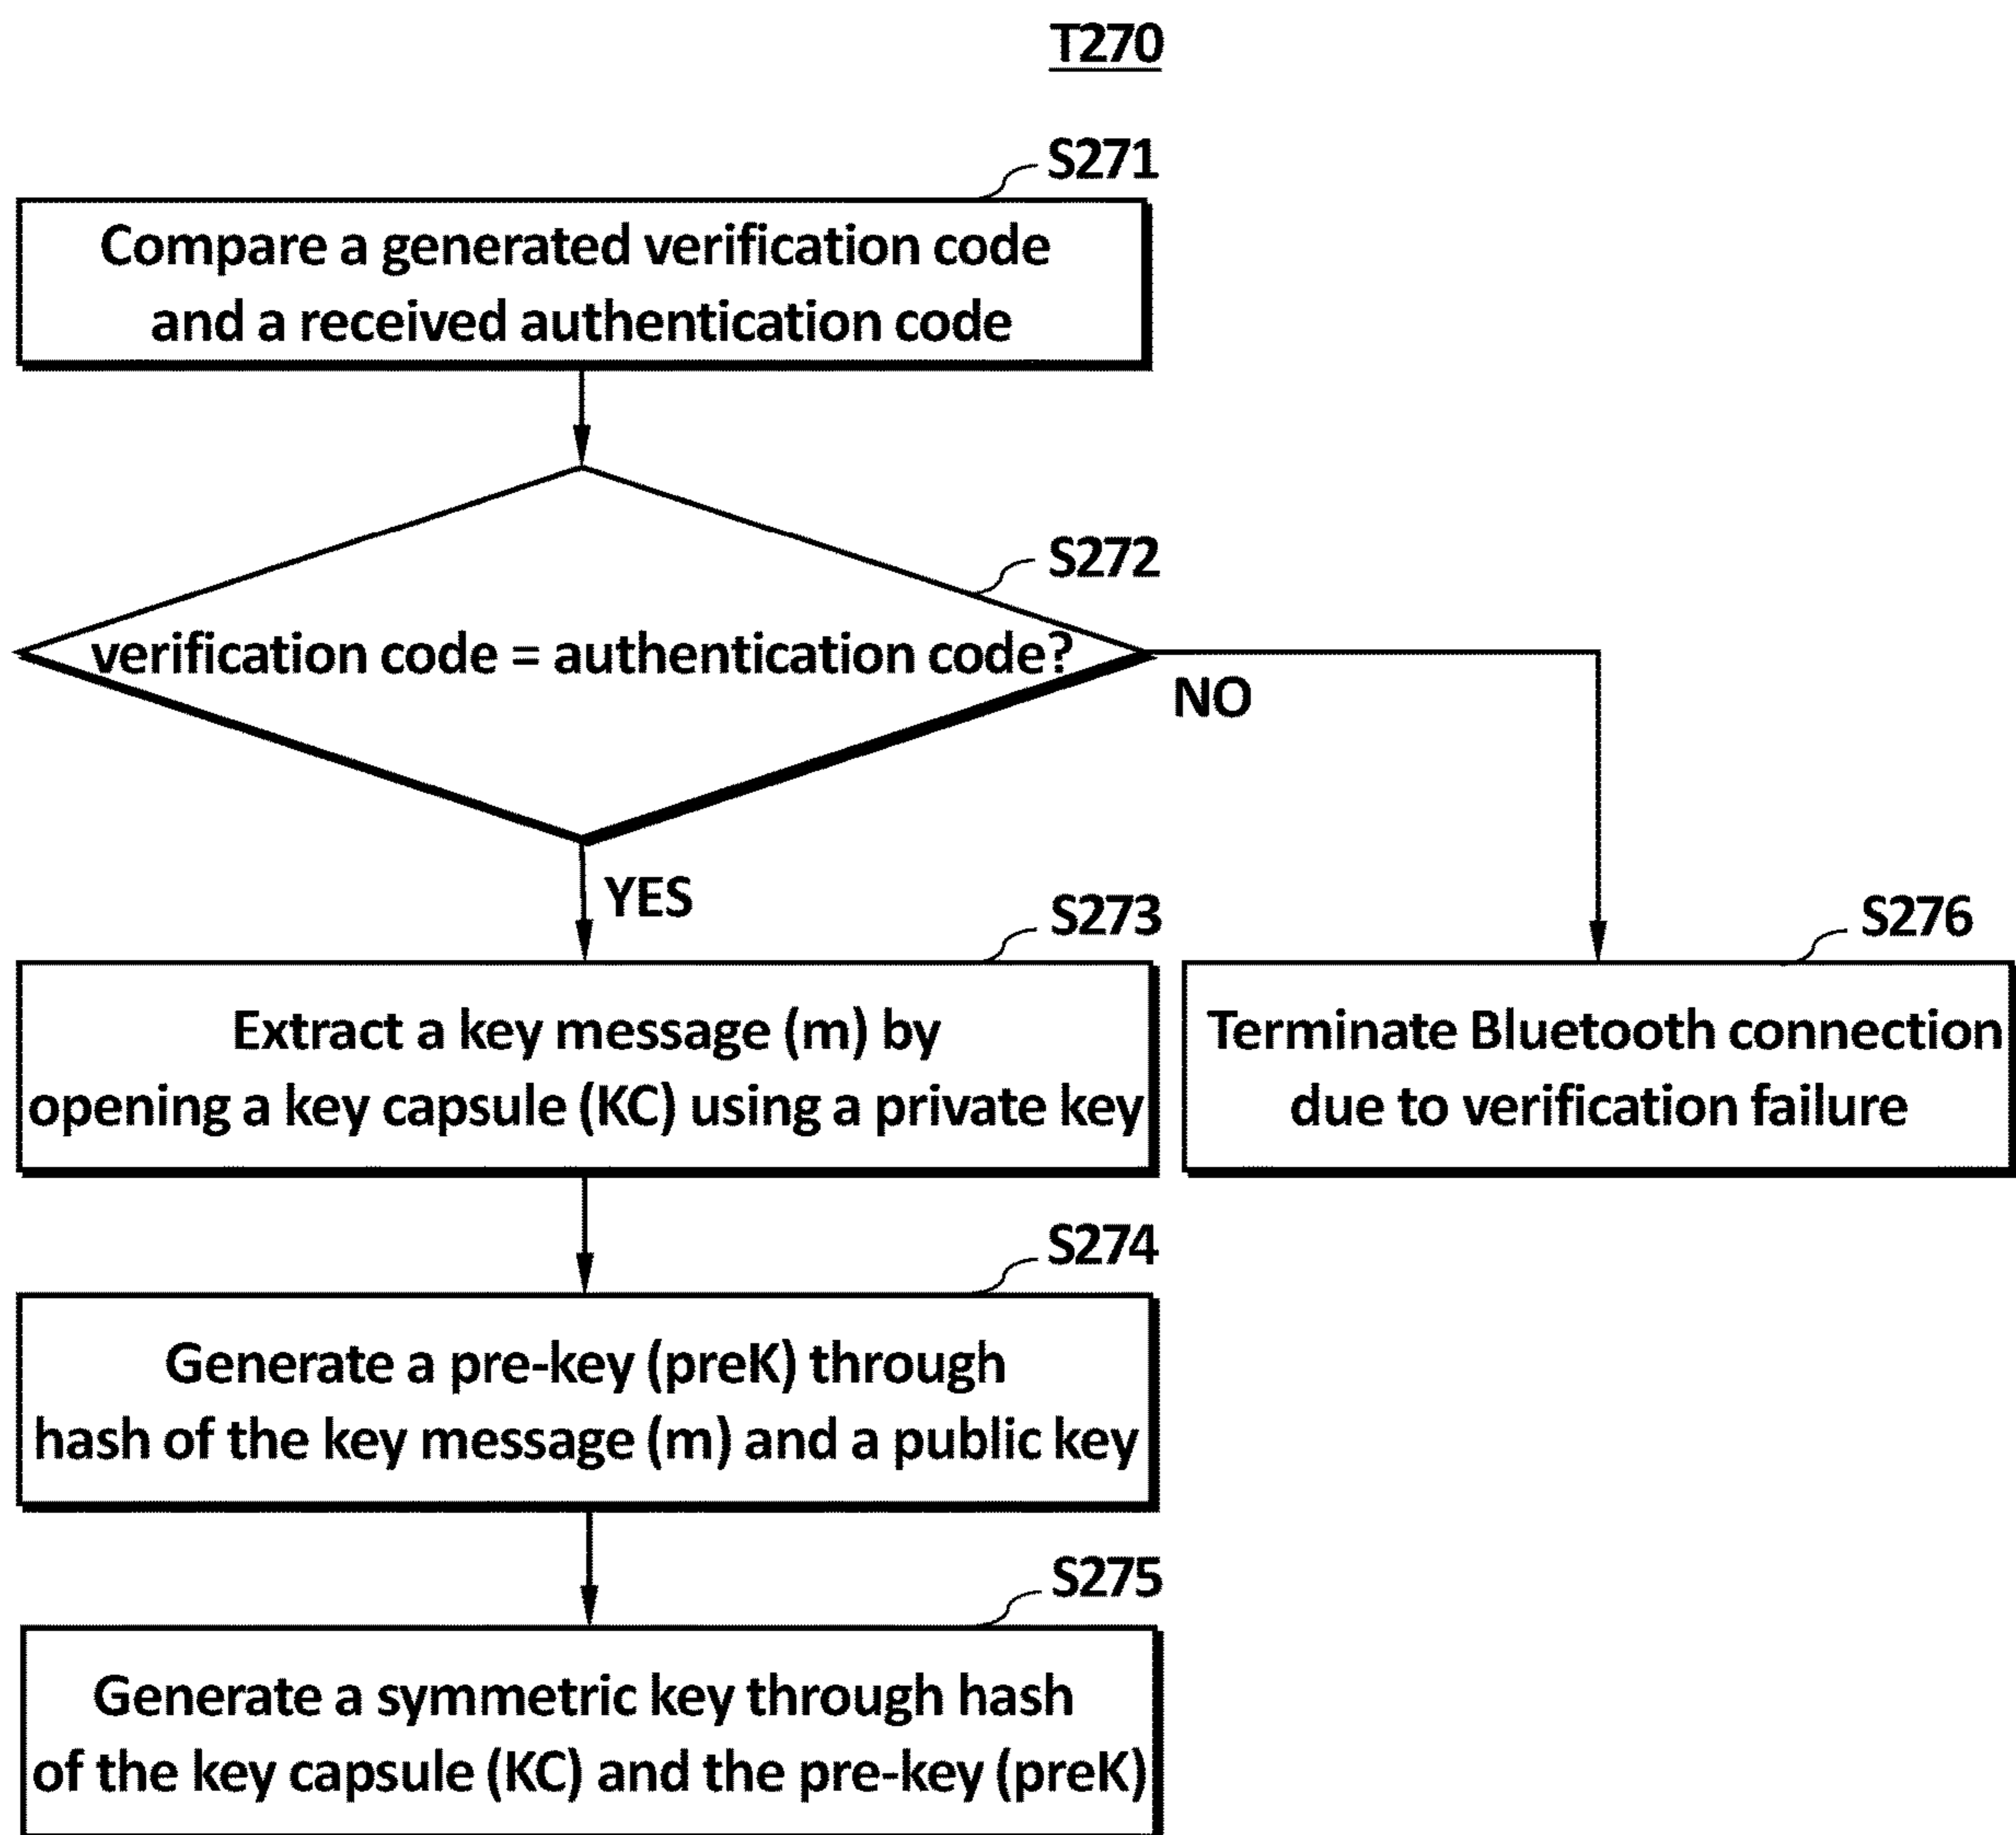 T270
S271
Compare a generated verification code
and a received authentication code
S272
verification code = authentication code?
NO
YES
S273
Extract a key message (m) by
opening a key capsule (KC) using a private key
S276
Terminate Bluetooth connection
due to verification failure
S274
Generate a pre-key (preK) through
hash of the key message (m) and a public key
S275
Generate a symmetric key through hash
of the key capsule (KC) and the pre-key (preK)